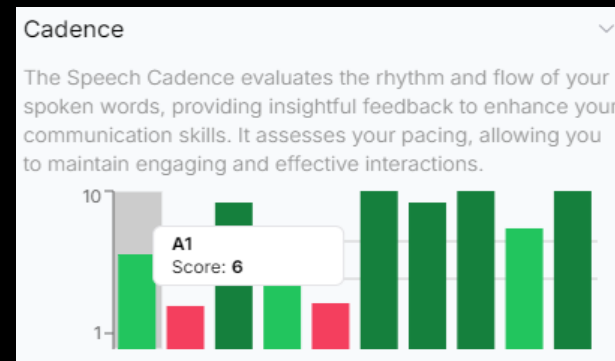 Cadence
The Speech Cadence evaluates the rhythm and flow of your
spoken words, providing insightful feedback to enhance your
communication skills. It assesses your pacing, allowing you
to maintain engaging and effective interactions.
10
A1
Score: 6
1